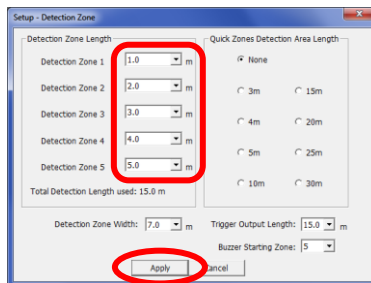 Setup - Detection Zone
Detection Zone Length
Detection Zone 1 1.0 m
Detection Zone 2 2.0 m
Detection Zone 3 3.0 m
Detection Zone 4 4.0 m
Detection Zone 5 5.0 m
Total Detection Length used: 15.0 m
Quick Zones Detection Area Length
None
3m 15m
4m 20m
5m 25m
10m 30m
Detection Zone Width: 7.0 m Trigger Output Length: 15.0 m
Buzzer Starting Zone: 5
Apply Cancel